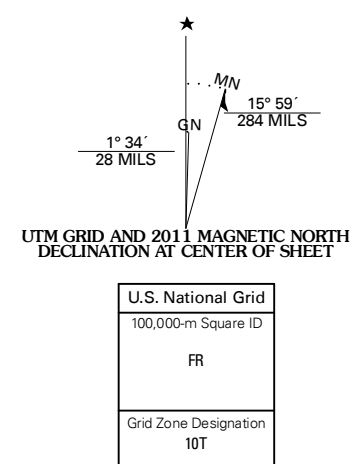 ★
MN
GN
15° 59´
284 MILS
1° 34´
28 MILS
UTM GRID AND 2011 MAGNETIC NORTH
DECLINATION AT CENTER OF SHEET
U.S. National Grid
100,000-m Square ID
FR
Grid Zone Designation
10T